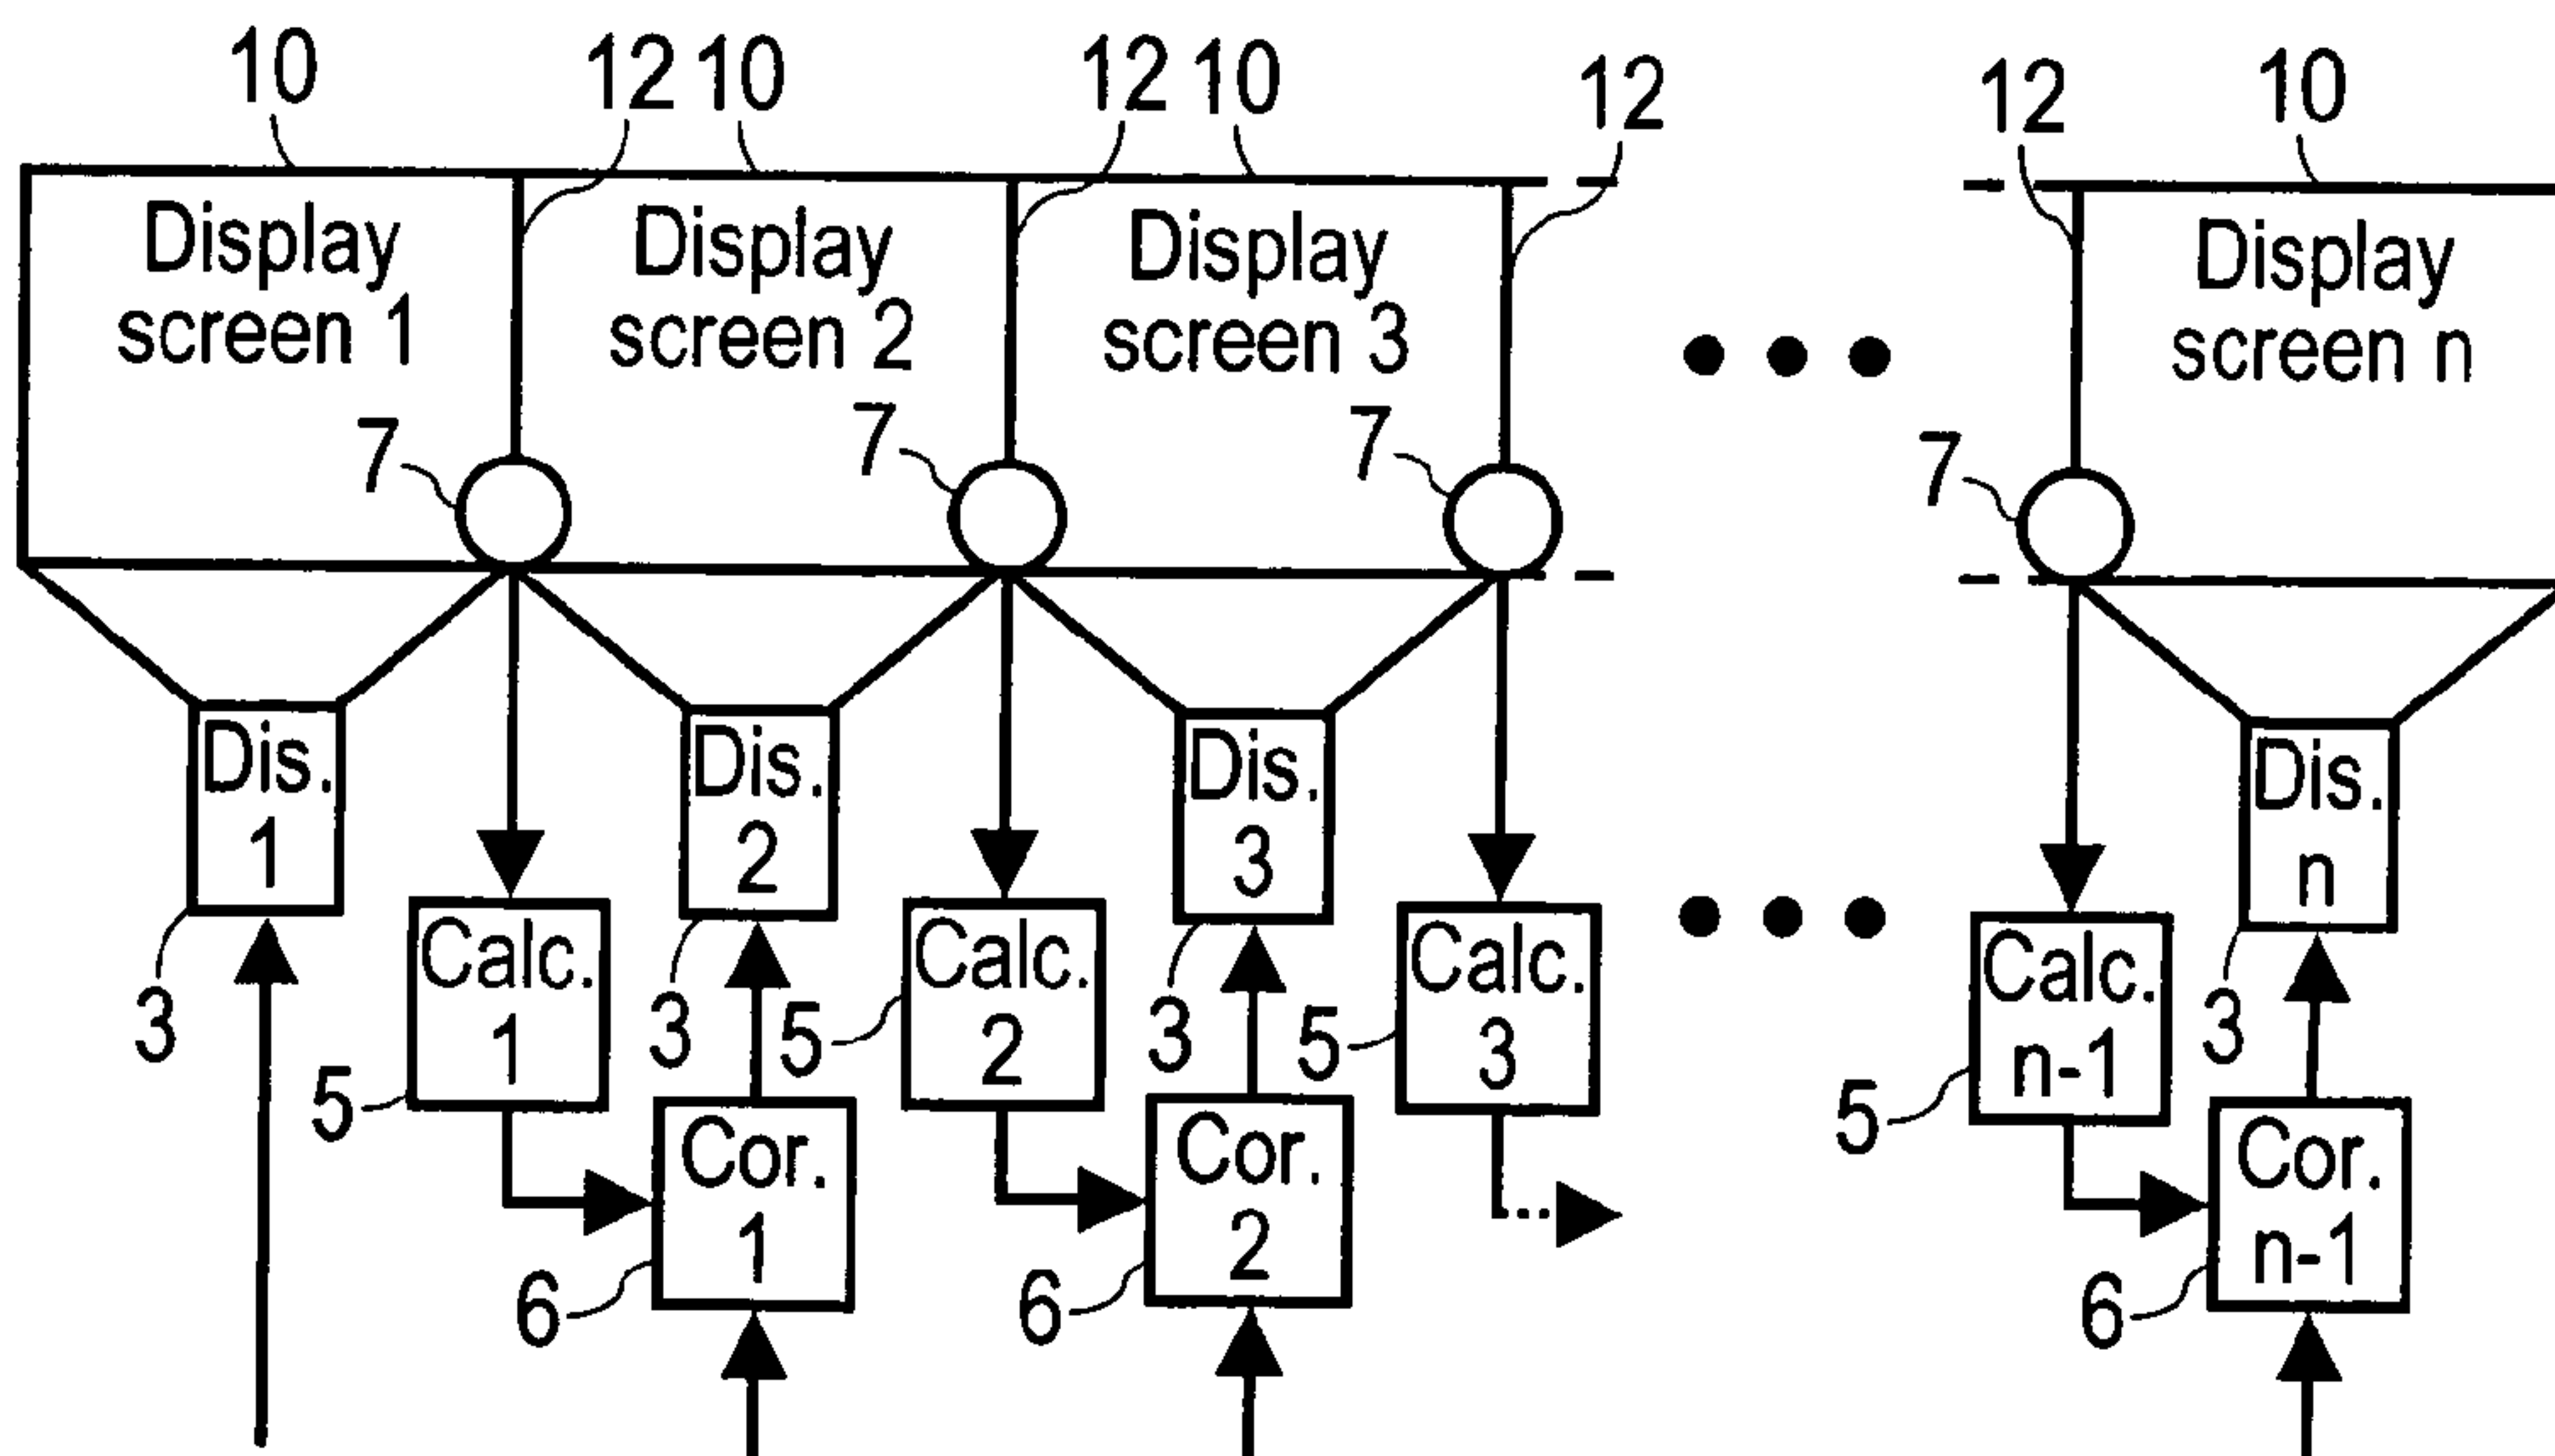 10 12 10 12 10 12 12 10
Display screen 1
Display screen 2
Display screen 3
Display screen n
7 7 7 7
Dis. 1
Dis. 2
Dis. 3
Dis. n
3 3 3 3
Calc. 1
Calc. 2
Calc. 3
Calc. n-1
5 5 5 5
Cor. 1
Cor. 2
Cor. n-1
6 6 6